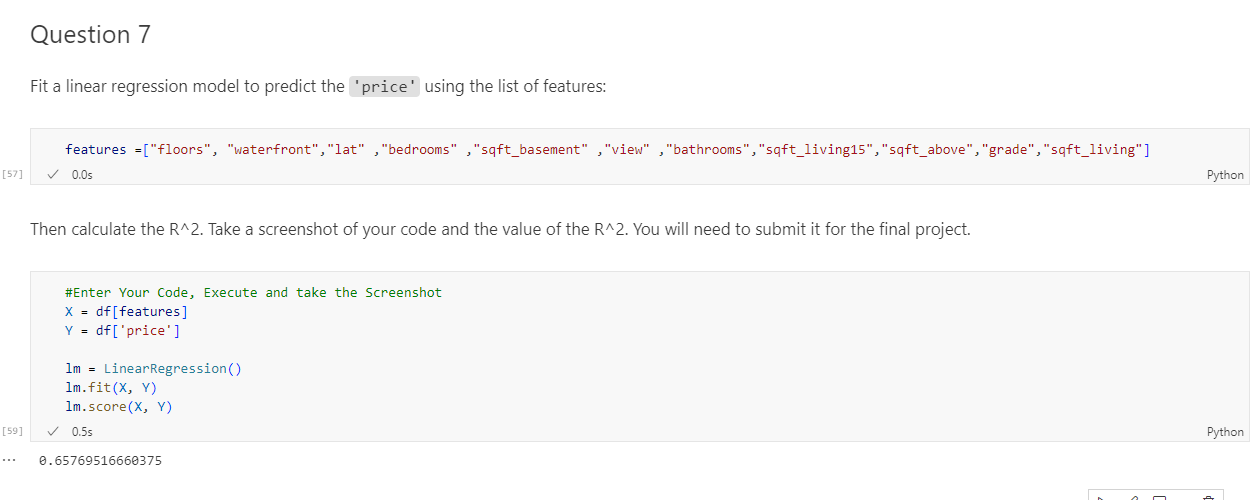 Question 7
Fit a linear regression model to predict the 'price' using the list of features:
features =["floors", "waterfront","lat" ,"bedrooms" ,"sqft_basement" ,"view" ,"bathrooms","sqft_living15","sqft_above","grade","sqft_living"]
[57] ✓ 0.0s Python
Then calculate the R^2. Take a screenshot of your code and the value of the R^2. You will need to submit it for the final project.
#Enter Your Code, Execute and take the Screenshot
X = df[features]
Y = df['price']
lm = LinearRegression()
lm.fit(X, Y)
lm.score(X, Y)
[59] ✓ 0.5s Python
... 0.65769516660375